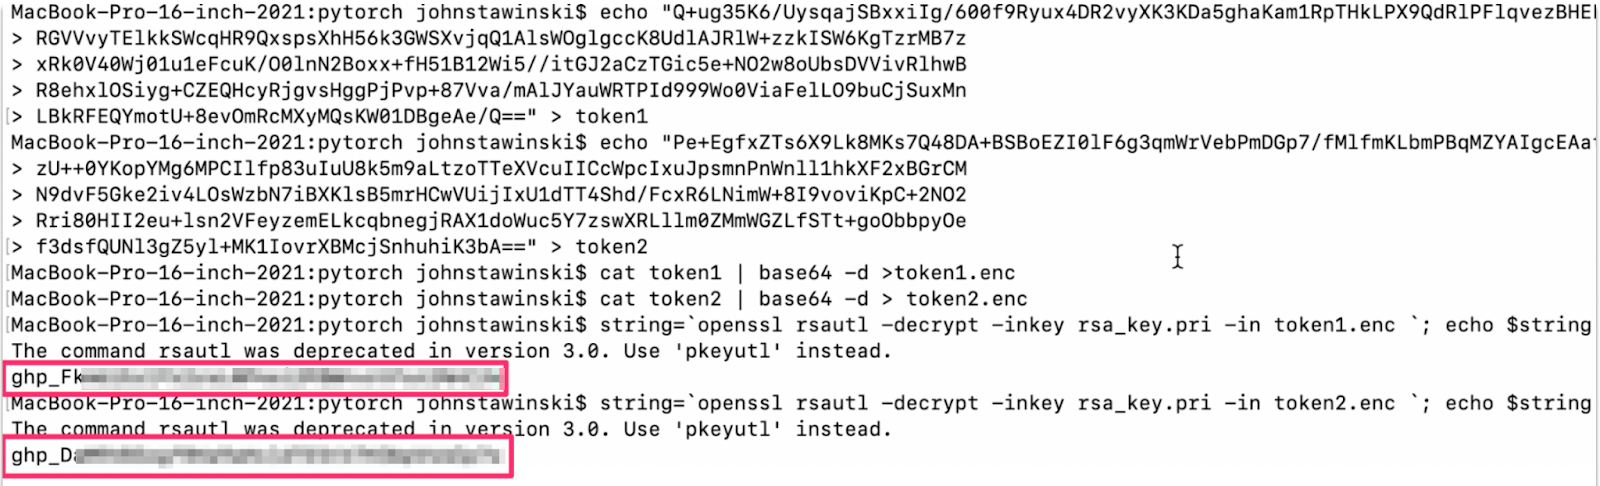 MacBook-Pro-16-inch-2021:pytorch johnstawinski$ echo "Q+ug35K6/UysqajSBxxiIg/600f9Ryux4DR2vyXK3KDa5ghaKam1RpTHkLPX9QdRlPFlqvezBHEI
> RGVVvyTElkkSWcqHR9QxspsXhH56k3GWSXvjqQ1AlsWOglgccK8UdlAJRlW+zzkISW6KgTzrMB7z
> xRk0V40Wj01u1eFcuK/O0lnN2Boxx+fH51B12Wi5//itGJ2aCzTGic5e+NO2w8oUbsDVVivRlhwB
> R8ehxlOSiyg+CZEQHcyRjgvsHggPjPvp+87Vva/mAlJYauWRTPId999Wo0ViaFelLO9buCjSuxMn
[> LBkRFEQYmotU+8evOmRcMXyMQsKW01DBgeAe/Q==" > token1
MacBook-Pro-16-inch-2021:pytorch johnstawinski$ echo "Pe+EgfxZTs6X9Lk8MKs7Q48DA+BSBoEZI0lF6g3qmWrVebPmDGp7/fMlfmKLbmPBqMZYAIgcEAa
> zU++0YKopYMg6MPCIlfp83uIuU8k5m9aLtzoTTeXVcuIICcWpcIxuJpsmnPnWnll1hkXF2xBGrCM
> N9dvF5Gke2iv4LOsWzbN7iBXKlsB5mrHCwVUijIxU1dTT4Shd/FcxR6LNimW+8I9voviKpC+2NO2
> Rri80HII2eu+lsn2VFeyzemELkcqbnegjRAX1doWuc5Y7zswXRLllm0ZMmWGZLfSTt+goObbpyOe
[> f3dsfQUNl3gZ5yl+MK1IovrXBMcjSnhuhiK3bA==" > token2
[MacBook-Pro-16-inch-2021:pytorch johnstawinski$ cat token1 | base64 -d >token1.enc
[MacBook-Pro-16-inch-2021:pytorch johnstawinski$ cat token2 | base64 -d > token2.enc
[MacBook-Pro-16-inch-2021:pytorch johnstawinski$ string=`openssl rsautl -decrypt -inkey rsa_key.pri -in token1.enc `; echo $string
The command rsautl was deprecated in version 3.0. Use 'pkeyutl' instead.
ghp_Fk
[MacBook-Pro-16-inch-2021:pytorch johnstawinski$ string=`openssl rsautl -decrypt -inkey rsa_key.pri -in token2.enc `; echo $string
The command rsautl was deprecated in version 3.0. Use 'pkeyutl' instead.
ghp_Da